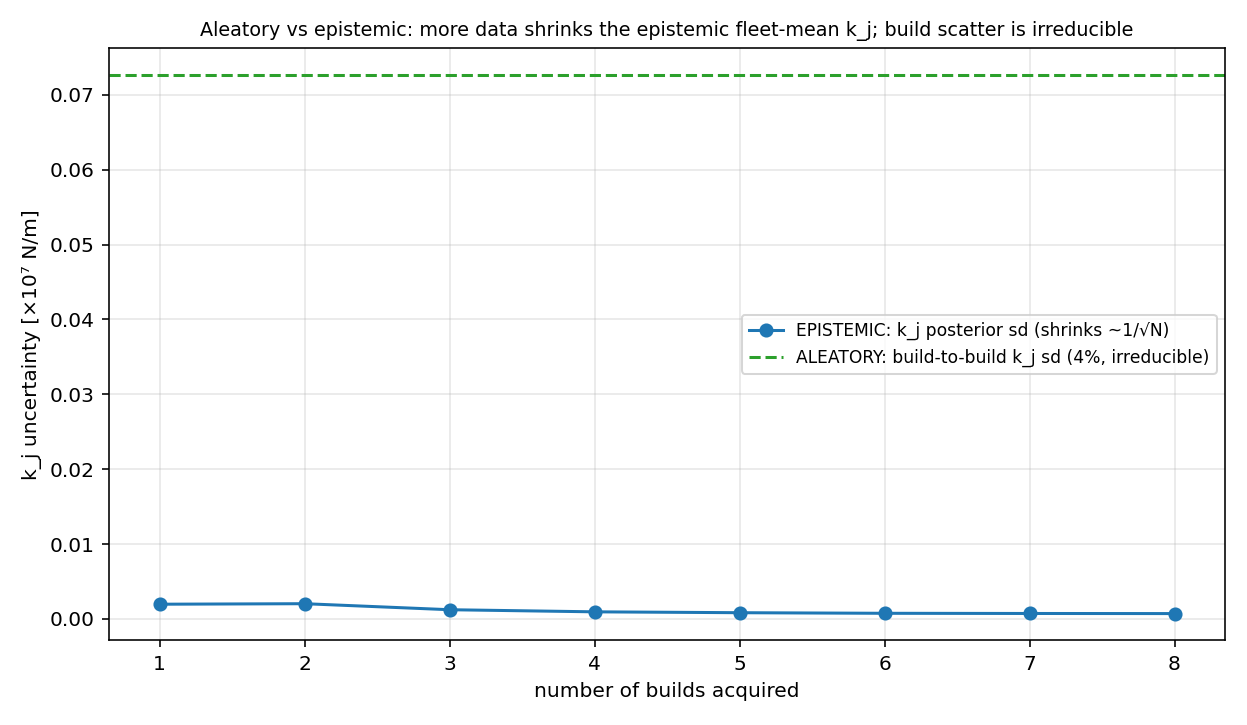 Aleatory vs epistemic: more data shrinks the epistemic fleet-mean k_j; build scatter is irreducible
k_j uncertainty [×10⁷ N/m]
0.07
0.06
0.05
0.04
0.03
0.02
0.01
0.00
EPISTEMIC: k_j posterior sd (shrinks ~1/√N)
ALEATORY: build-to-build k_j sd (4%, irreducible)
1 2 3 4 5 6 7 8
number of builds acquired